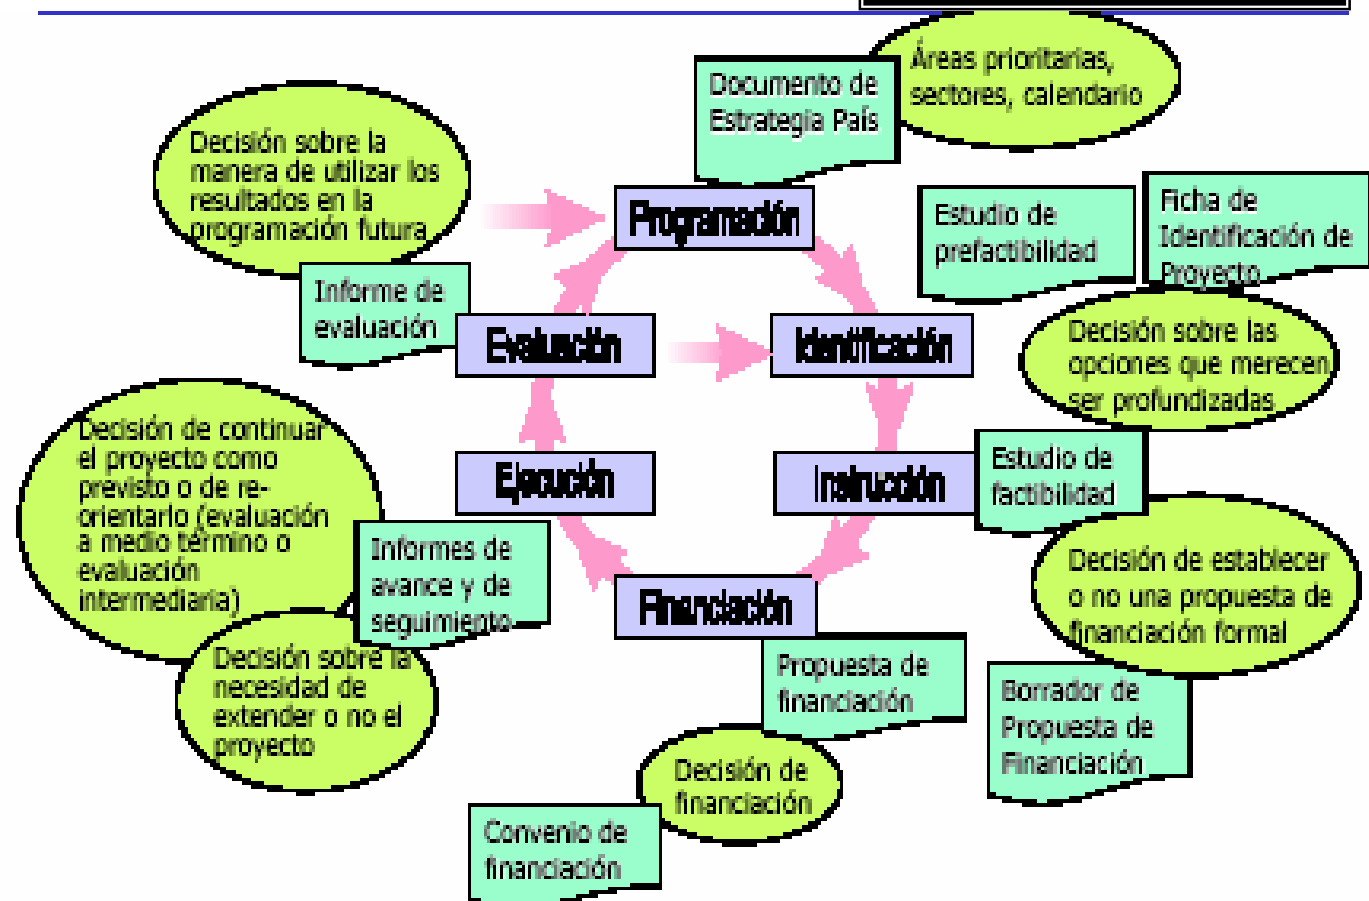 Áreas prioritarias,
sectores, calendario
Documento de
Estrategia País
Decisión sobre la
manera de utilizar los
resultados en la
programación futura
Programación
Estudio de
prefactibilidad
Ficha de
Identificación de
Proyecto
Informe de
evaluación
Evaluación
Identificación
Decisión sobre las
opciones que merecen
ser profundizadas
Decisión de continuar
el proyecto como
previsto o de re-
orientarlo (evaluación
a medio término o
evaluación
intermediaria)
Ejecución
Instrucción
Estudio de
factibilidad
Informes de
avance y de
seguimiento
Financiación
Decisión de establecer
o no una propuesta de
financiación formal
Decisión sobre la
necesidad de
extender o no el
proyecto
Propuesta de
financiación
Borrador de
Propuesta de
Financiación
Decisión de
financiación
Convenio de
financiación